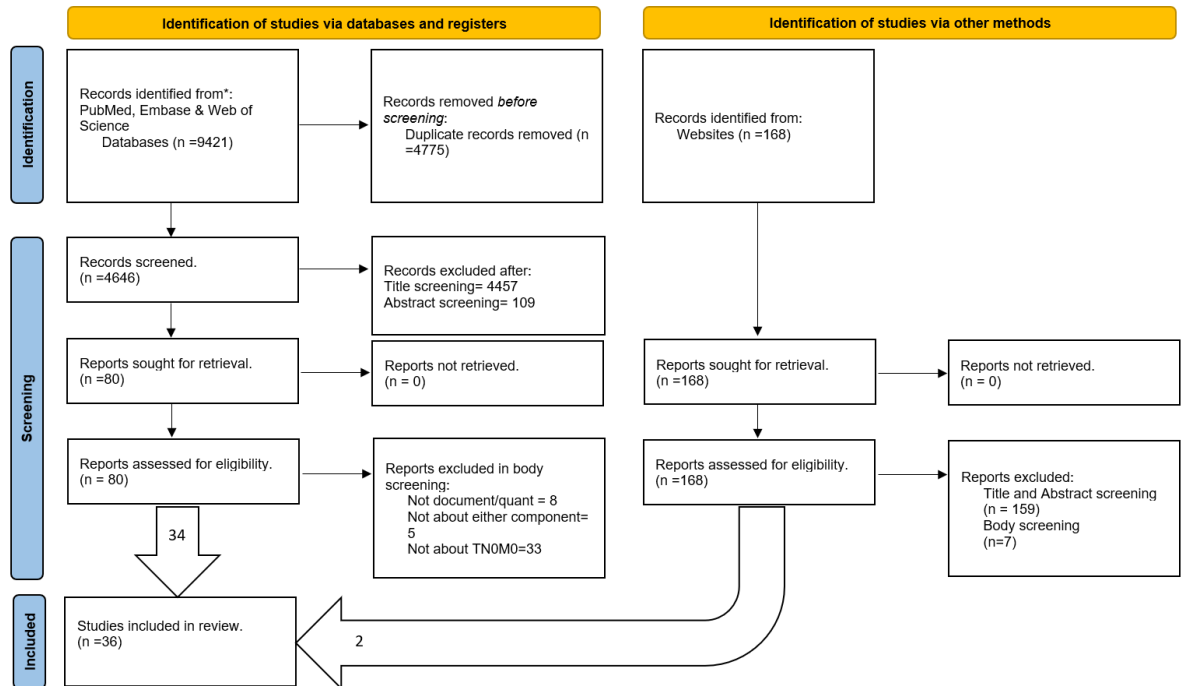 Identification of studies via databases and registers
Identification of studies via other methods
Identification
Records identified from*:
PubMed, Embase & Web of
Science
Databases (n =9421)
Records removed before
screening:
Duplicate records removed (n
=4775)
Records identified from:
Websites (n =168)
Screening
Records screened.
(n =4646)
Records excluded after:
Title screening= 4457
Abstract screening= 109
Reports sought for retrieval.
(n =80)
Reports not retrieved.
(n = 0)
Reports sought for retrieval.
(n =168)
Reports not retrieved.
(n = 0)
Reports assessed for eligibility.
(n = 80)
Reports excluded in body
screening:
Not document/quant = 8
Not about either component=
5
Not about TN0M0=33
Reports assessed for eligibility.
(n =168)
Reports excluded:
Title and Abstract screening
(n = 159)
Body screening
(n=7)
34
Included
Studies included in review.
(n =36)
2